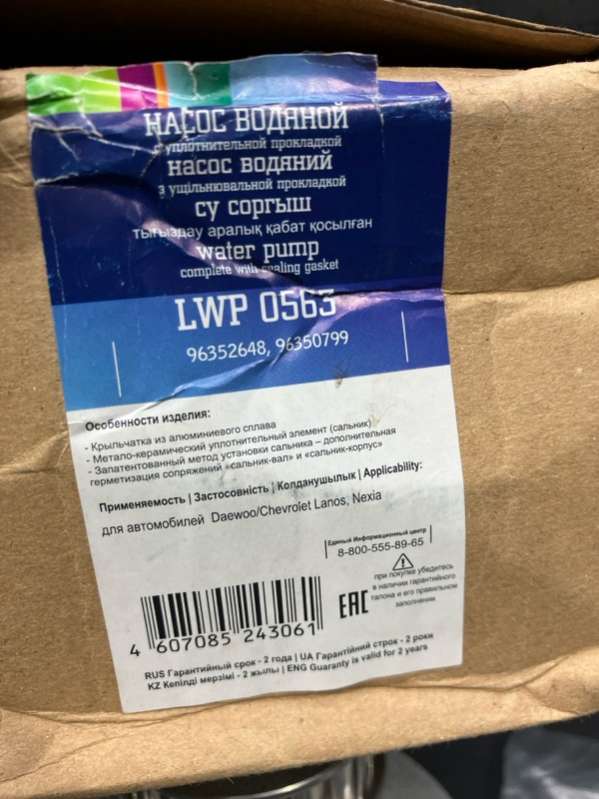 НАСОС ВОДЯНОЙ
с уплотнительной прокладкой
насос водяний
з ущільнювальной прокладкой
су соргыш
тығыздау аралық қабат қосылған
water pump
complete with sealing gasket
LWP 0563
96352648, 96350799
Особенности изделия:
- Крыльчатка из алюминиевого сплава
- Метало-керамический уплотнительный элемент (сальник)
- Запатентованный метод установки сальника – дополнительная
герметизация сопряжений «сальник-вал» и «сальник-корпус»
Применяемость | Застосовність | Колданушылык | Applicability:
для автомобилей Daewoo/Chevrolet Lanos, Nexia
Единый Информационный центр
8-800-555-89-65
при покупке убедитесь
в наличии гарантийного
талона и его правильном
заполнении
EAC
4 607085 243061
RUS Гарантийный срок - 2 года | UA Гарантійний строк - 2 роки
KZ Кепілді мерзімі - 2 жылы | ENG Guaranty is valid for 2 years